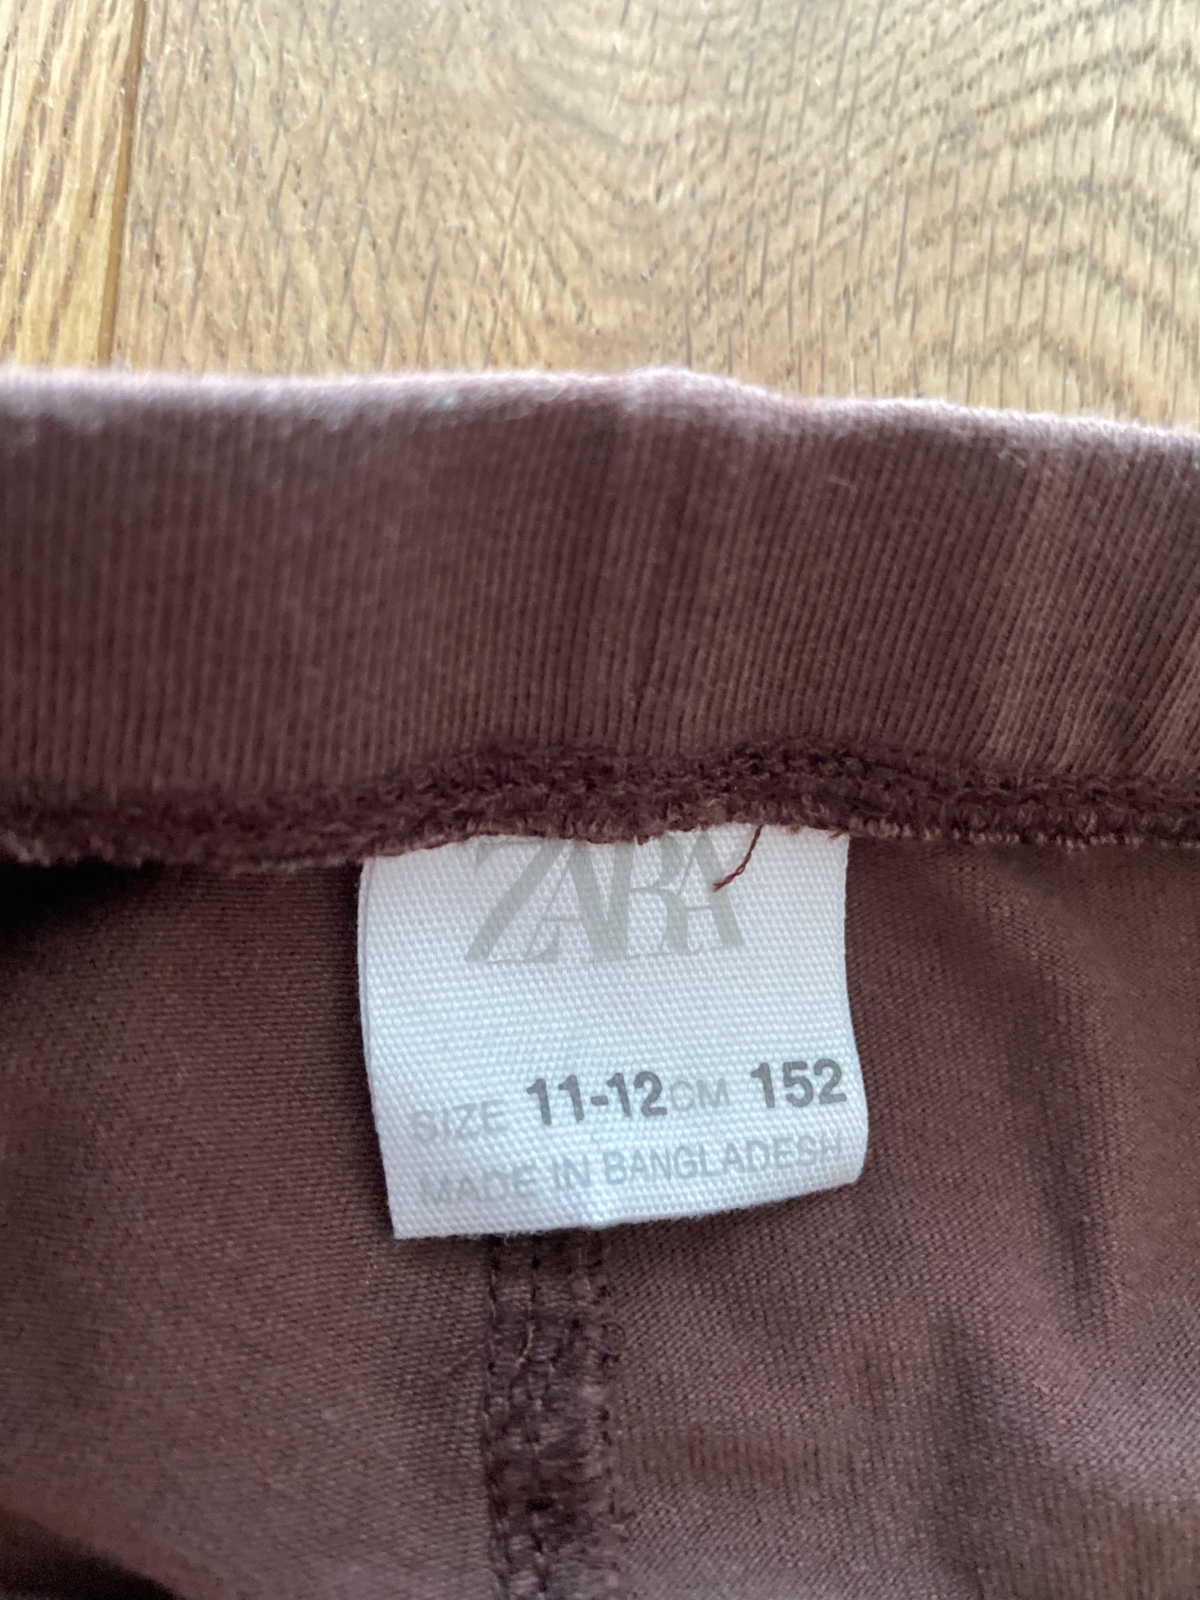 ZARA
SIZE 11-12 CM 152
MADE IN BANGLADESH